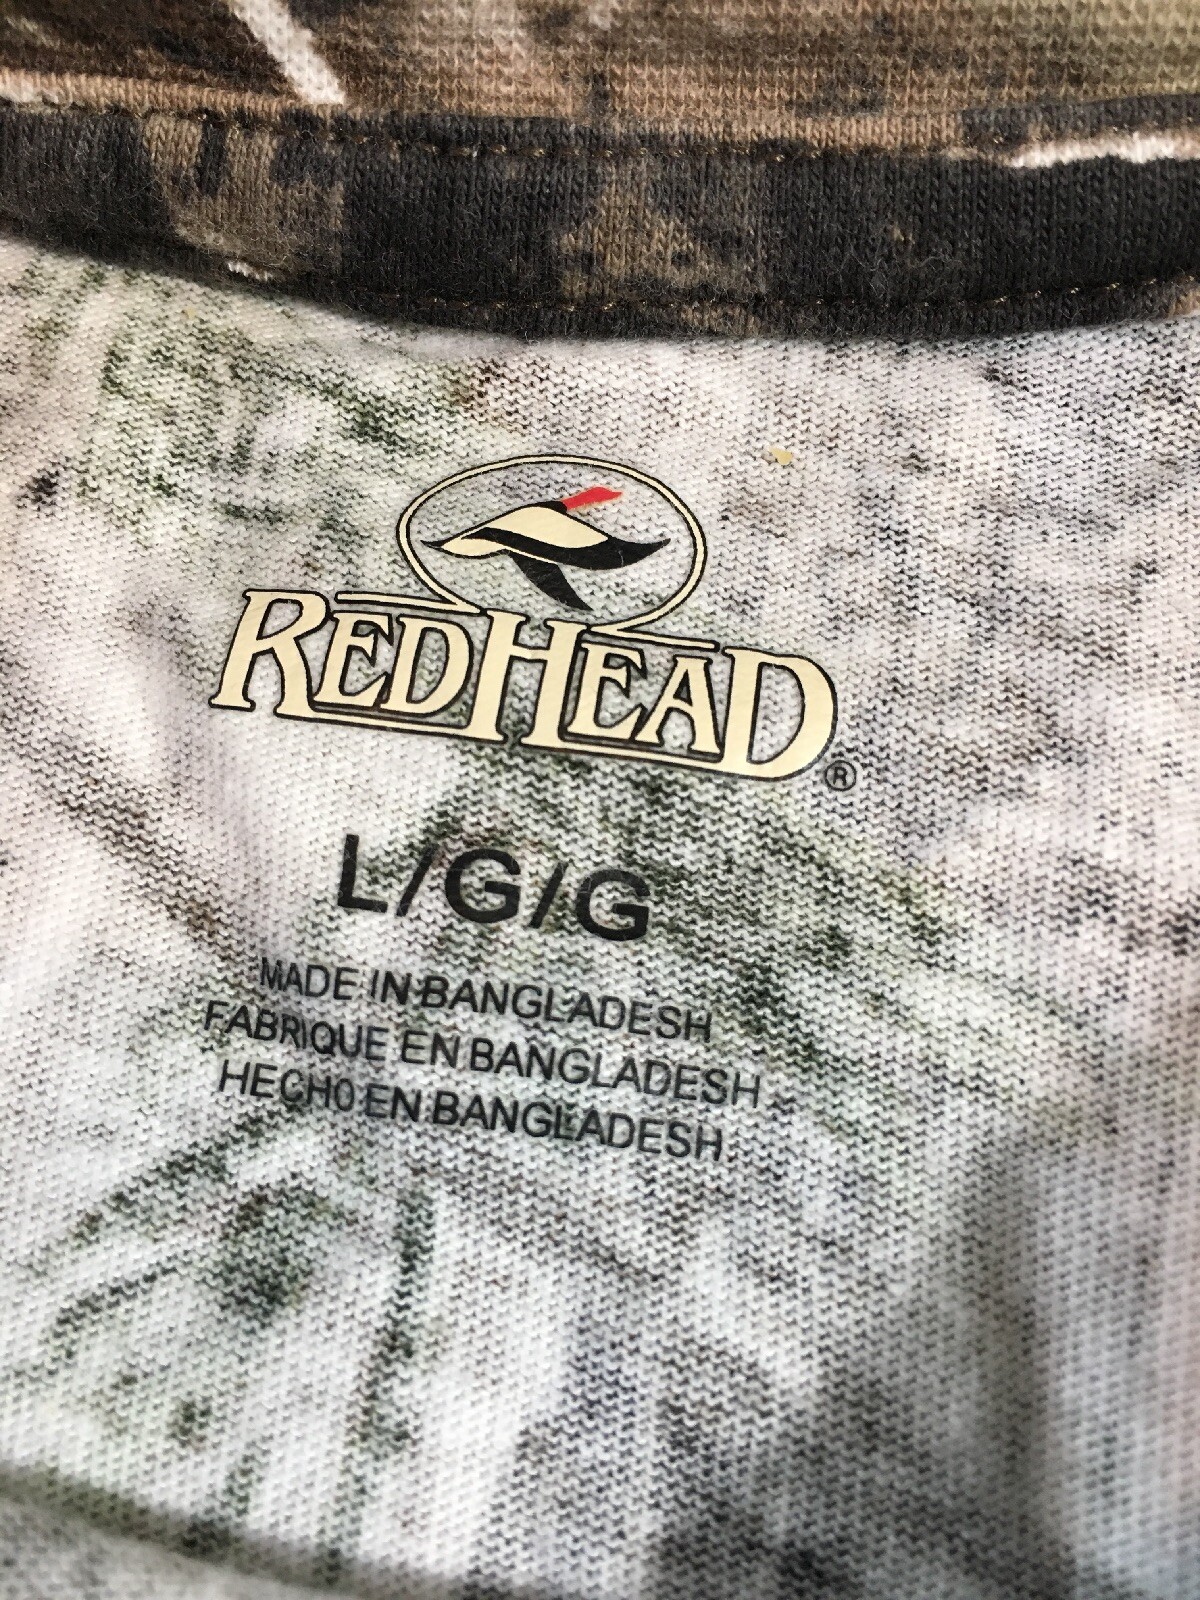 REDHEAD®
L/G/G
MADE IN BANGLADESH
FABRIQUE EN BANGLADESH
HECHO EN BANGLADESH